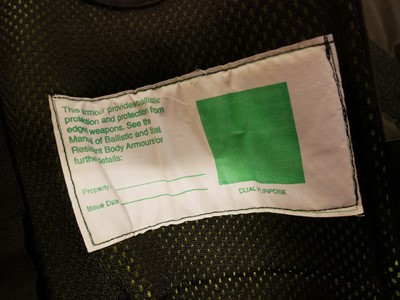 This armour provides ballistic
protection and protection from
edged weapons. See the
Manual of Ballistic and Stab
Resistant Body Armours for
further details:
Property
Issue Date
DUAL PURPOSE